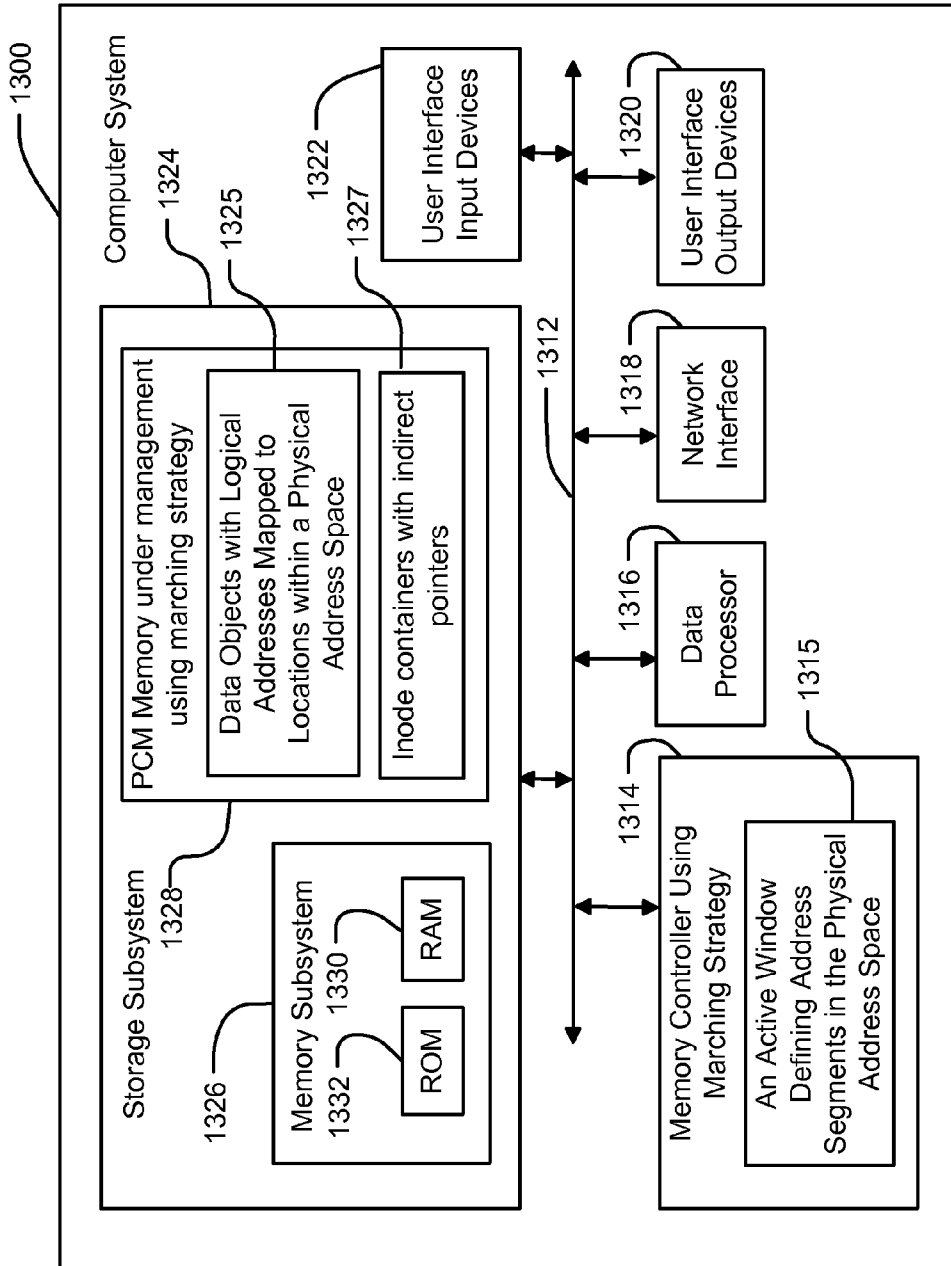 1300
Computer System
Storage Subsystem
1324
1328
PCM Memory under management
using marching strategy
1325
Data Objects with Logical
Addresses Mapped to
Locations within a Physical
Address Space
1327
Inode containers with indirect
pointers
1326
Memory Subsystem
1332
1330
ROM
RAM
1322
User Interface
Input Devices
1312
1314
Memory Controller Using
Marching Strategy
1315
An Active Window
Defining Address
Segments in the Physical
Address Space
1316
Data
Processor
1318
Network
Interface
1320
User Interface
Output Devices